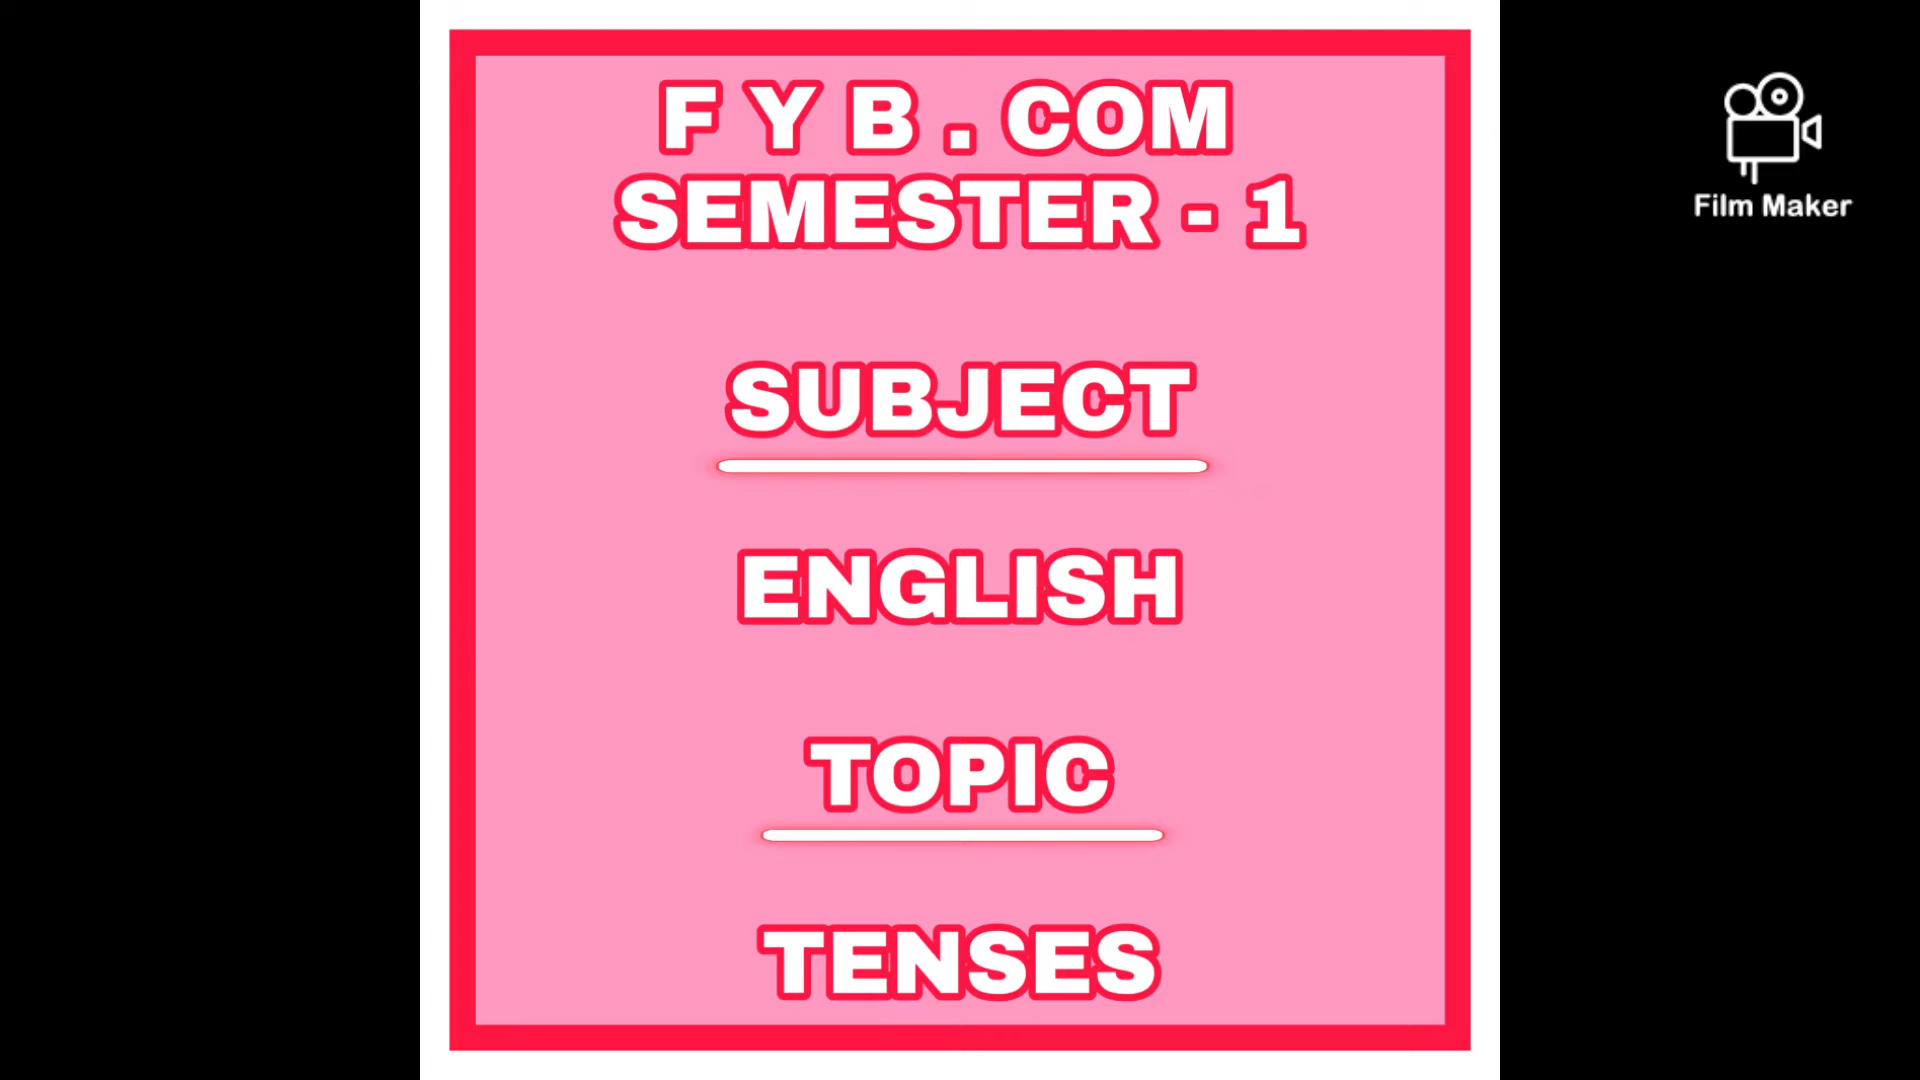 F Y B . COM
SEMESTER - 1
SUBJECT
ENGLISH
TOPIC
TENSES
Film Maker